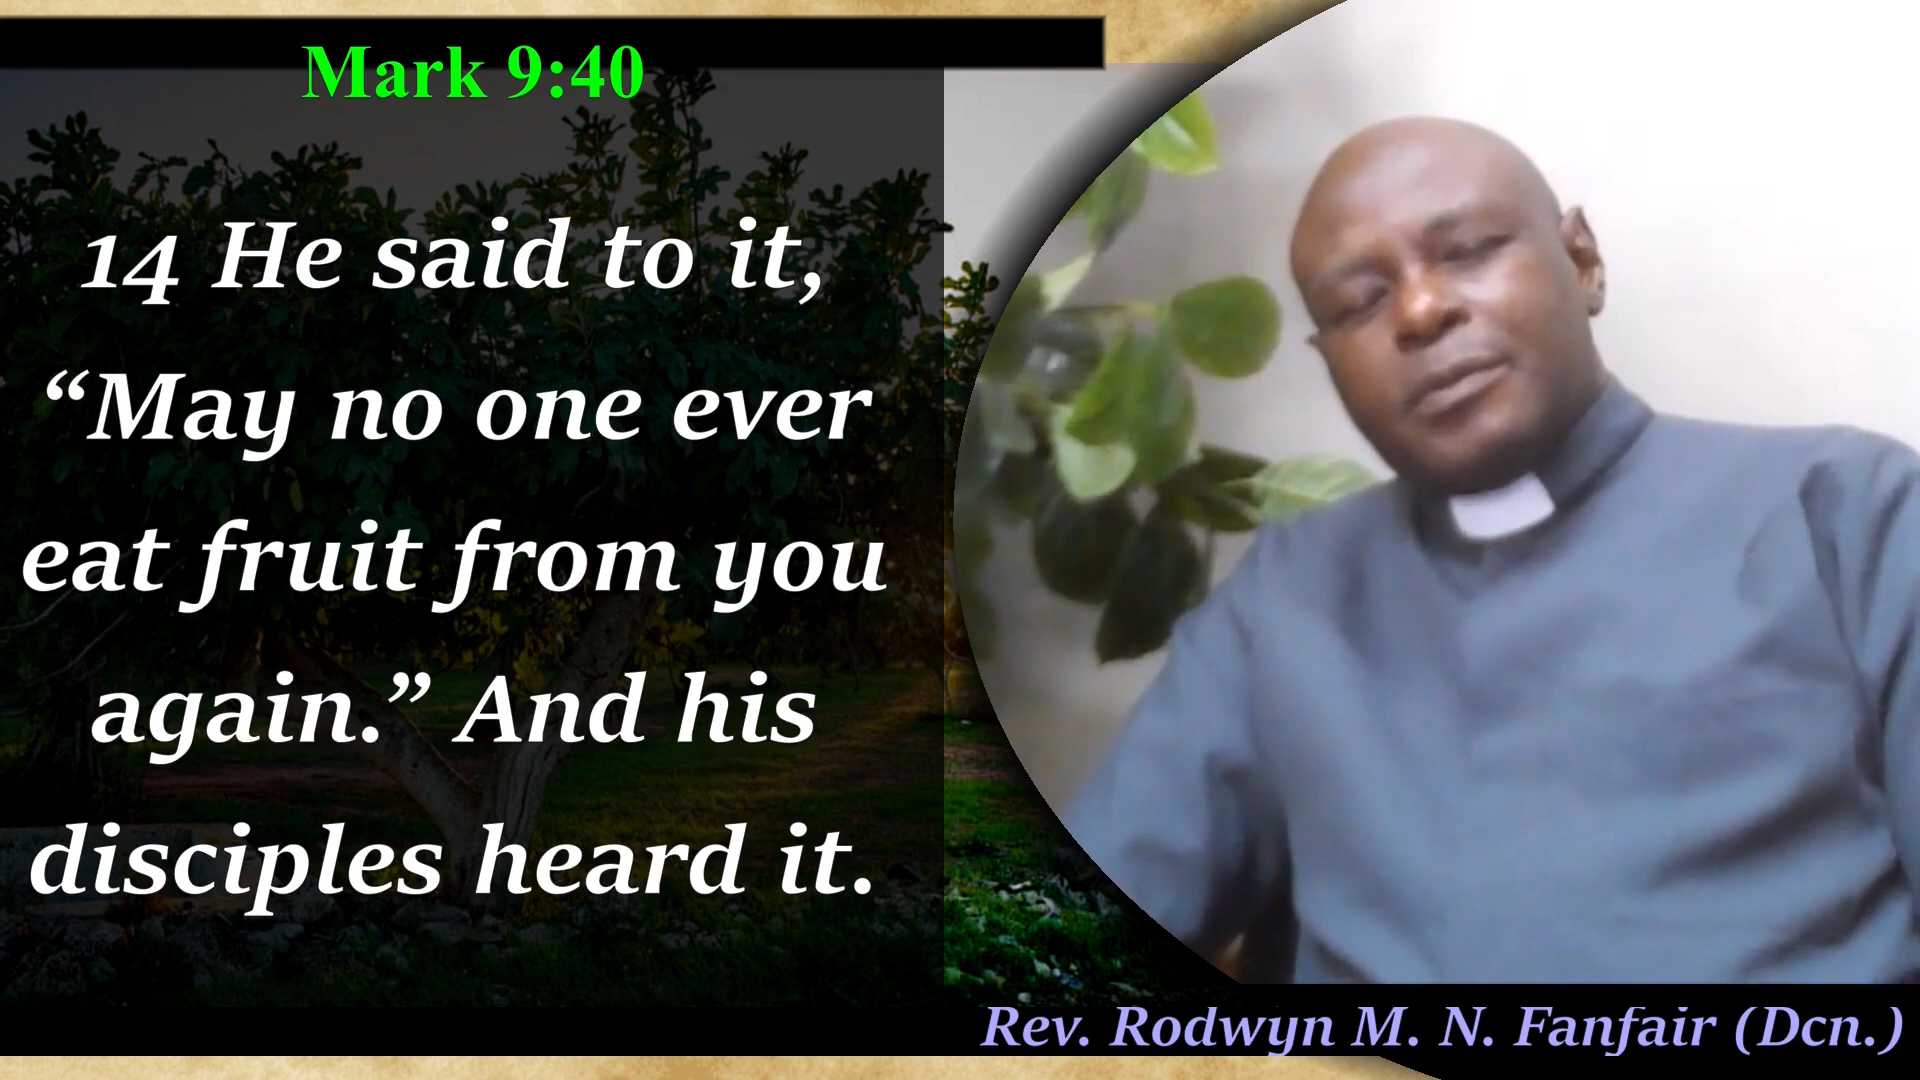 Mark 9:40
14 He said to it,
“May no one ever
eat fruit from you
again.” And his
disciples heard it.
Rev. Rodwyn M. N. Fanfair (Dcn.)